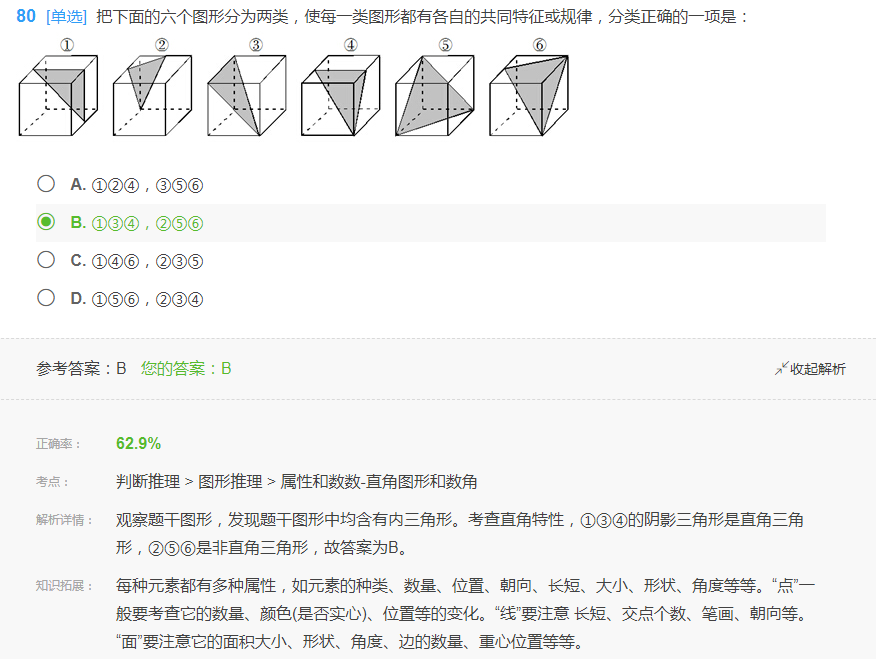 80 [单选] 把下面的六个图形分为两类，使每一类图形都有各自的共同特征或规律，分类正确的一项是：
① ② ③ ④ ⑤ ⑥
A. ①②④，③⑤⑥
B. ①③④，②⑤⑥
C. ①④⑥，②③⑤
D. ①⑤⑥，②③④
参考答案：B 您的答案：B 收起解析
正确率： 62.9%
考点： 判断推理 > 图形推理 > 属性和数数-直角图形和数角
解析详情： 观察题干图形，发现题干图形中均含有内三角形。考查直角特性，①③④的阴影三角形是直角三角
形，②⑤⑥是非直角三角形，故答案为B。
知识拓展： 每种元素都有多种属性，如元素的种类、数量、位置、朝向、长短、大小、形状、角度等等。“点”一
般要考查它的数量、颜色(是否实心)、位置等的变化。“线”要注意 长短、交点个数、笔画、朝向等。
“面”要注意它的面积大小、形状、角度、边的数量、重心位置等等。